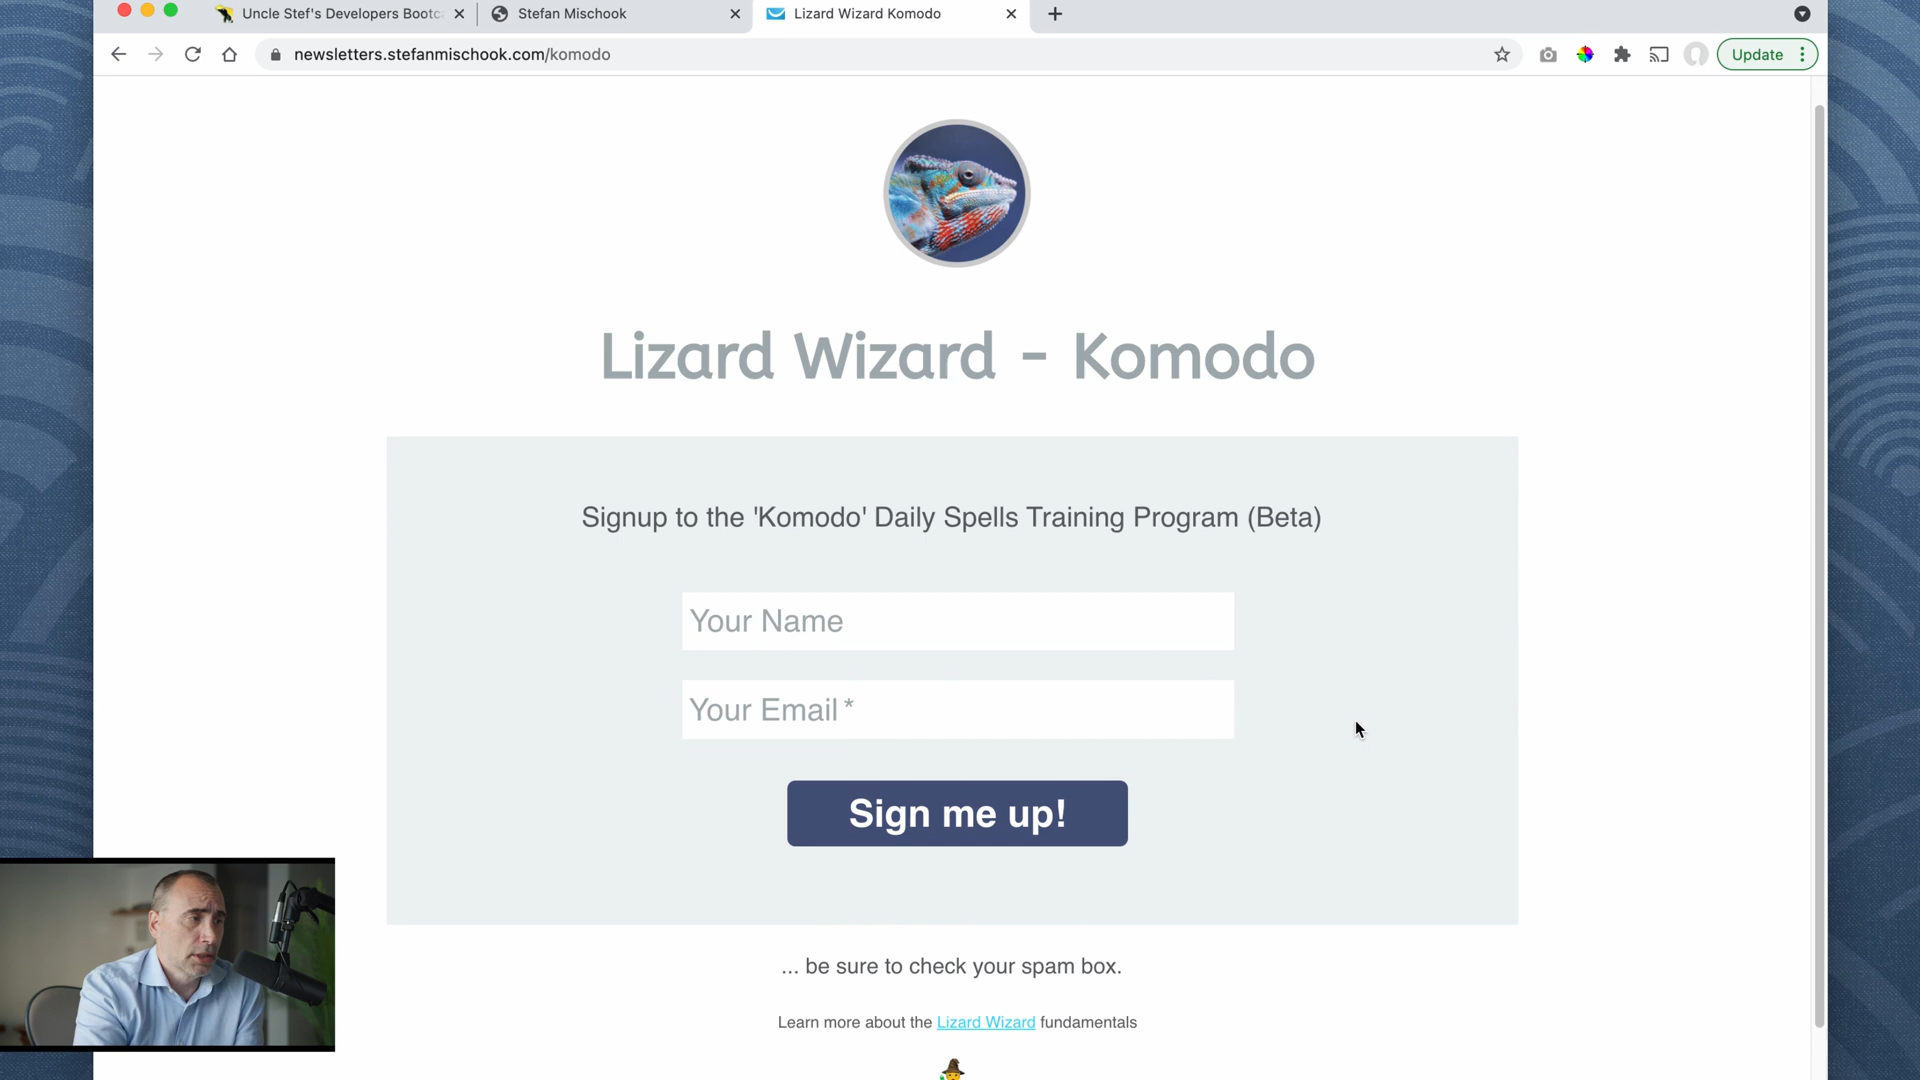 Uncle Stef's Developers Bootc
Stefan Mischook
Lizard Wizard Komodo
newsletters.stefanmischook.com/komodo
Update
Lizard Wizard - Komodo
Signup to the 'Komodo' Daily Spells Training Program (Beta)
Your Name
Your Email *
Sign me up!
... be sure to check your spam box.
Learn more about the Lizard Wizard fundamentals